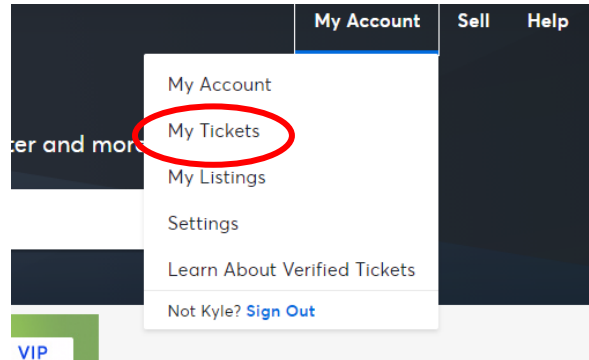 My Account Sell Help
My Account
ter and more
My Tickets
My Listings
Settings
Learn About Verified Tickets
Not Kyle? Sign Out
VIP